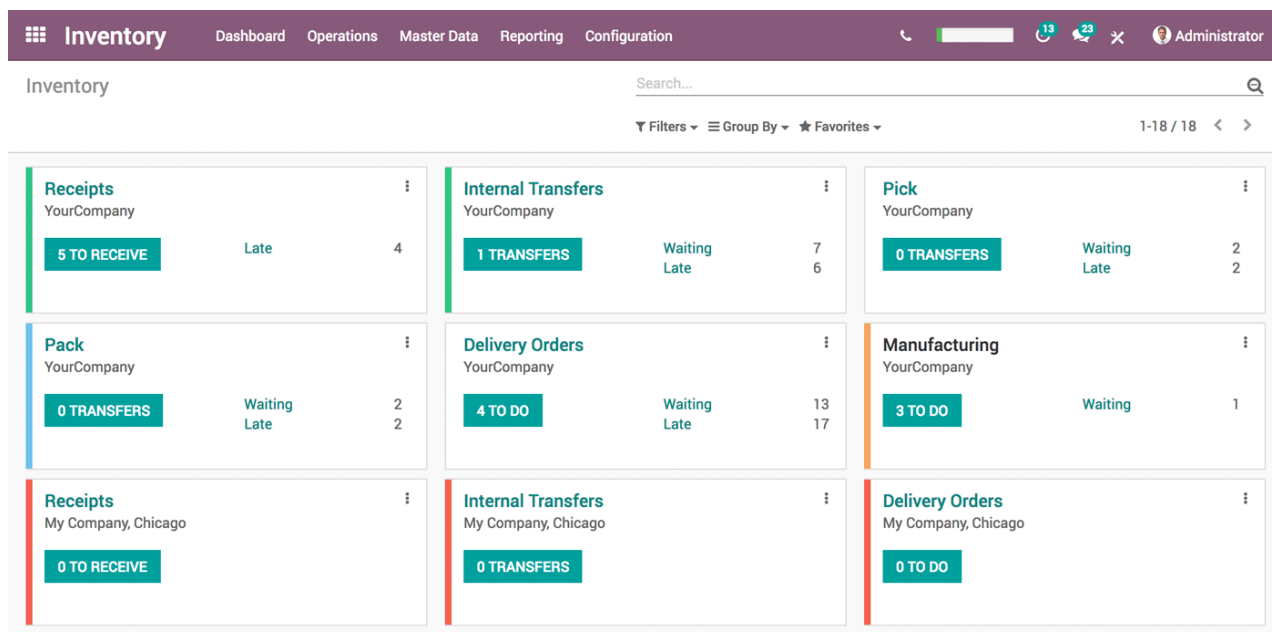 Inventory Dashboard Operations Master Data Reporting Configuration 13 23 Administrator
Inventory Search...
Filters Group By Favorites 1-18 / 18
Receipts
YourCompany
5 TO RECEIVE Late 4
Internal Transfers
YourCompany
1 TRANSFERS Waiting 7
Late 6
Pick
YourCompany
0 TRANSFERS Waiting 2
Late 2
Pack
YourCompany
0 TRANSFERS Waiting 2
Late 2
Delivery Orders
YourCompany
4 TO DO Waiting 13
Late 17
Manufacturing
YourCompany
3 TO DO Waiting 1
Receipts
My Company, Chicago
0 TO RECEIVE
Internal Transfers
My Company, Chicago
0 TRANSFERS
Delivery Orders
My Company, Chicago
0 TO DO